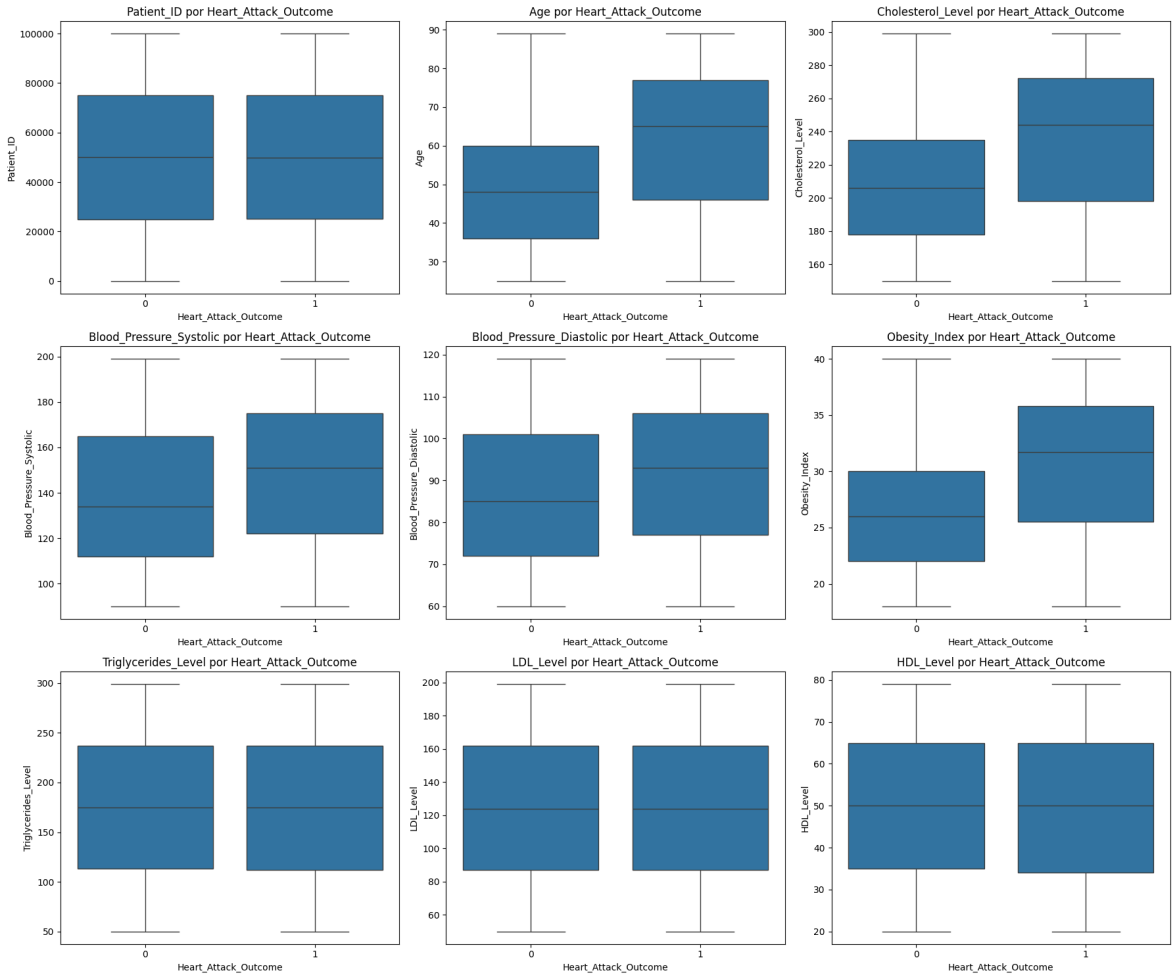 Patient_ID por Heart_Attack_Outcome
100000
80000
60000
40000
20000
0
Patient_ID
0
1
Heart_Attack_Outcome
Age por Heart_Attack_Outcome
90
80
70
60
50
40
30
Age
0
1
Heart_Attack_Outcome
Cholesterol_Level por Heart_Attack_Outcome
300
280
260
240
220
200
180
160
Cholesterol_Level
0
1
Heart_Attack_Outcome
Blood_Pressure_Systolic por Heart_Attack_Outcome
200
180
160
140
120
100
Blood_Pressure_Systolic
0
1
Heart_Attack_Outcome
Blood_Pressure_Diastolic por Heart_Attack_Outcome
120
110
100
90
80
70
60
Blood_Pressure_Diastolic
0
1
Heart_Attack_Outcome
Obesity_Index por Heart_Attack_Outcome
40
35
30
25
20
Obesity_Index
0
1
Heart_Attack_Outcome
Triglycerides_Level por Heart_Attack_Outcome
300
250
200
150
100
50
Triglycerides_Level
0
1
Heart_Attack_Outcome
LDL_Level por Heart_Attack_Outcome
200
180
160
140
120
100
80
60
LDL_Level
0
1
Heart_Attack_Outcome
HDL_Level por Heart_Attack_Outcome
80
70
60
50
40
30
20
HDL_Level
0
1
Heart_Attack_Outcome